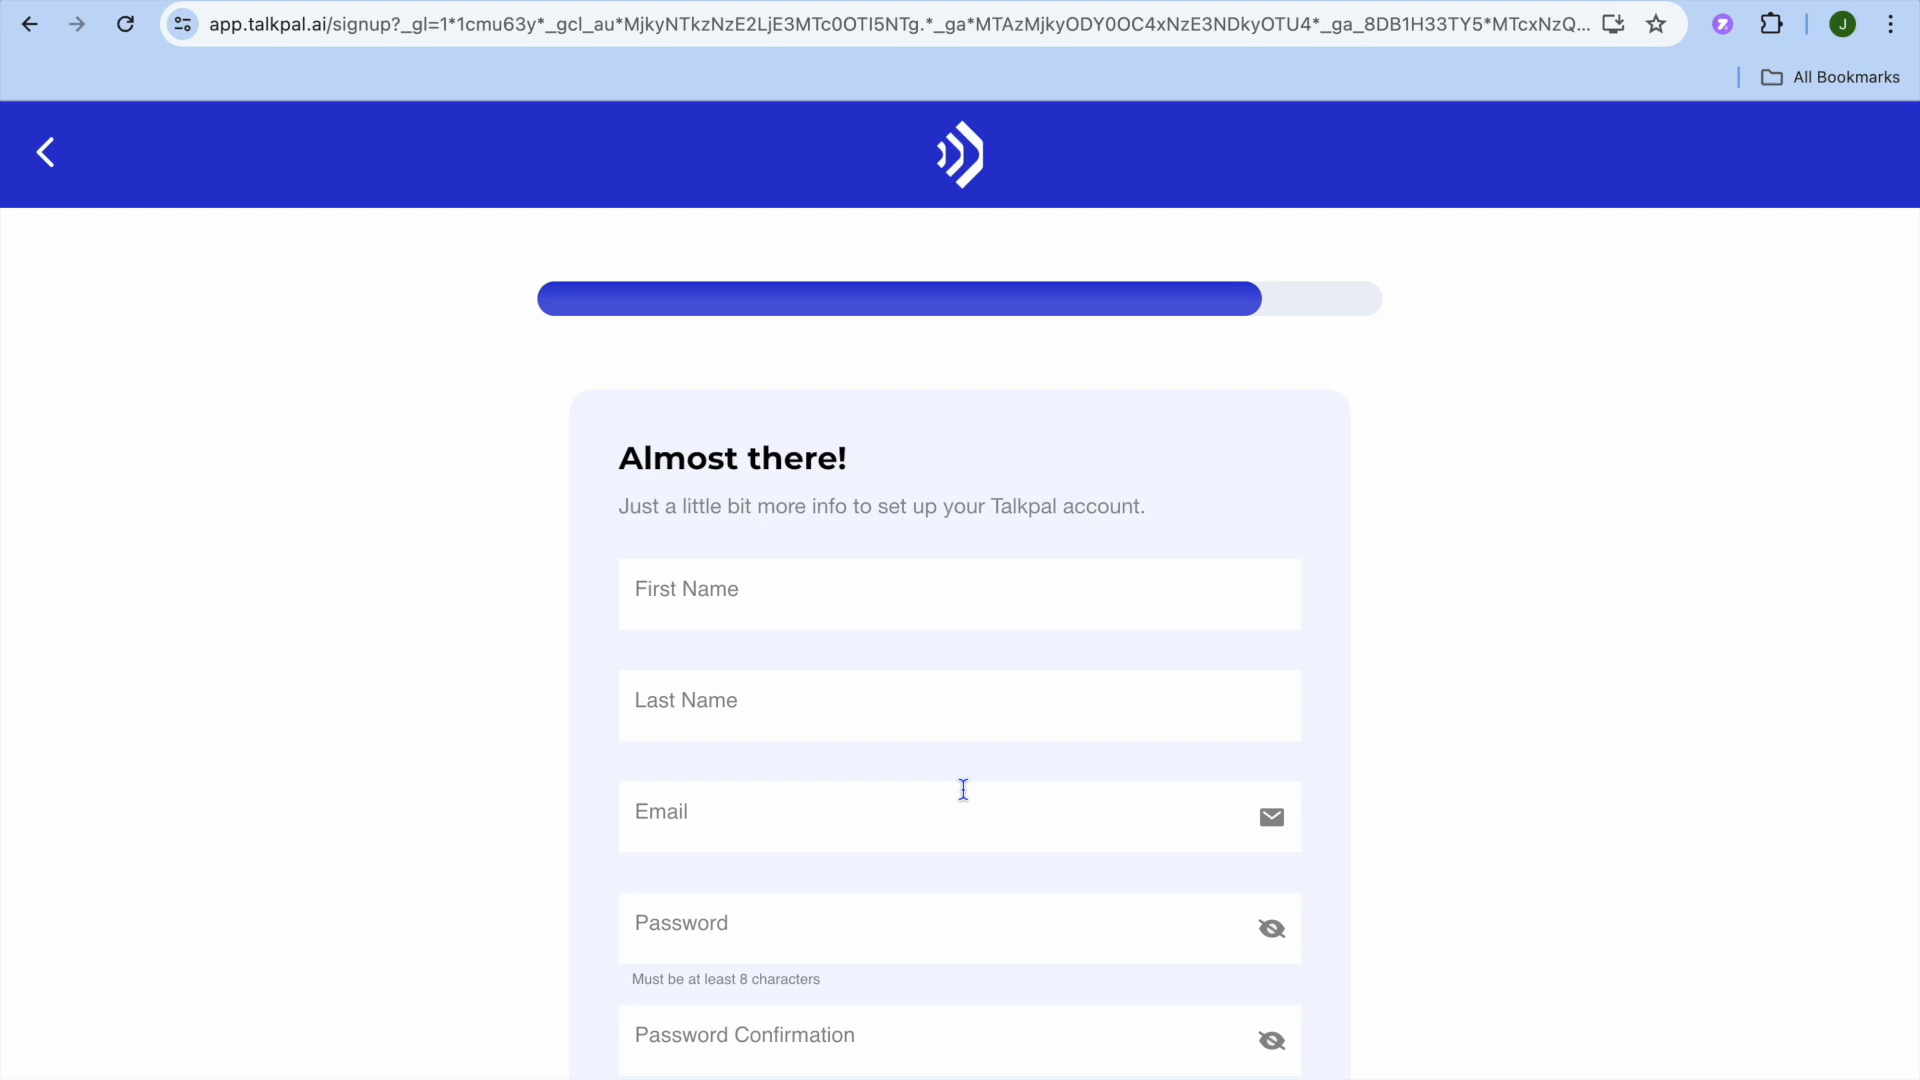 app.talkpal.ai/signup?_gl=1*1cmu63y*_gcl_au*MjkyNTkzNzE2LjE3MTc0OTI5NTg.*_ga*MTAzMjkyODY0OC4xNzE3NDkyOTU4*_ga_8DB1H33TY5*MTcxNzQ...
J
All Bookmarks
Almost there!
Just a little bit more info to set up your Talkpal account.
First Name
Last Name
Email
Password
Must be at least 8 characters
Password Confirmation